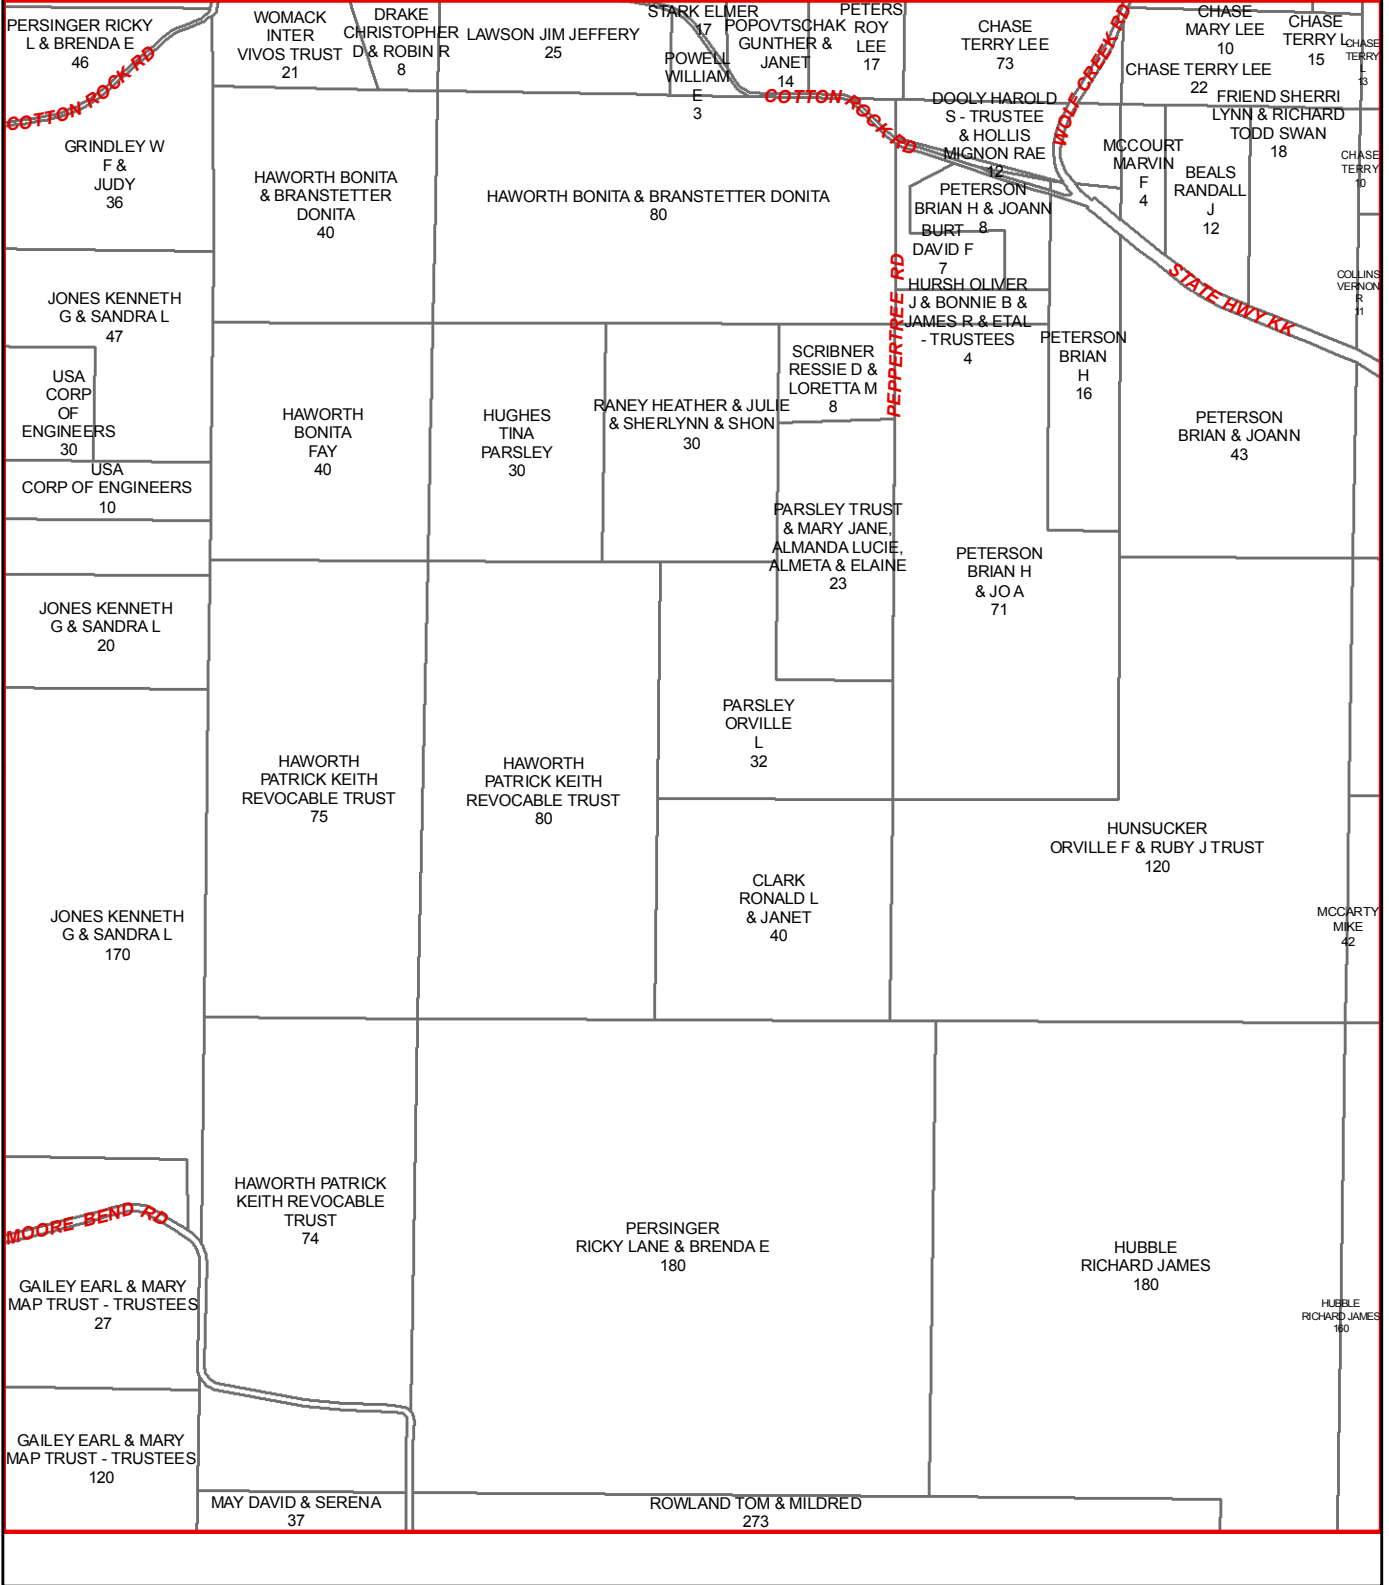 PERSINGER RICKY
L & BRENDA E
46
COTTON ROCK RD
WOMACK
INTER
VIVOS TRUST
21
DRAKE
CHRISTOPHER
D & ROBIN R
8
LAWSON JIM JEFFERY
25
STARK ELMER
17
POWELL
WILLIAM
E
3
POPOVTSCHAK
GUNTHER &
JANET
14
PETERS
ROY
LEE
17
CHASE
TERRY LEE
73
WOLF CREEK RD
CHASE
MARY LEE
10
CHASE
TERRY L
15
CHASE
TERRY
L
13
CHASE TERRY LEE
22
COTTON ROCK RD
DOOLY HAROLD
S - TRUSTEE
& HOLLIS
MIGNON RAE
12
FRIEND SHERRI
LYNN & RICHARD
TODD SWAN
18
MCCOURT
MARVIN
F
4
BEALS
RANDALL
J
12
CHASE
TERRY
10
GRINDLEY W
F &
JUDY
36
HAWORTH BONITA
& BRANSTETTER
DONITA
40
HAWORTH BONITA & BRANSTETTER DONITA
80
PETERSON
BRIAN H & JOANN
8
BURT
DAVID F
7
PEPPERTREE RD
HURSH OLIVER
J & BONNIE B &
JAMES R & ETAL
- TRUSTEES
4
STATE HWY KK
COLLINS
VERNON
R
11
JONES KENNETH
G & SANDRA L
47
PETERSON
BRIAN
H
16
SCRIBNER
RESSIE D &
LORETTA M
8
USA
CORP
OF
ENGINEERS
30
HAWORTH
BONITA
FAY
40
HUGHES
TINA
PARSLEY
30
RANEY HEATHER & JULIE
& SHERLYNN & SHON
30
PETERSON
BRIAN & JOANN
43
USA
CORP OF ENGINEERS
10
PARSLEY TRUST
& MARY JANE,
ALMANDA LUCIE,
ALMETA & ELAINE
23
PETERSON
BRIAN H
& JO A
71
JONES KENNETH
G & SANDRA L
20
PARSLEY
ORVILLE
L
32
HAWORTH
PATRICK KEITH
REVOCABLE TRUST
75
HAWORTH
PATRICK KEITH
REVOCABLE TRUST
80
HUNSUCKER
ORVILLE F & RUBY J TRUST
120
CLARK
RONALD L
& JANET
40
JONES KENNETH
G & SANDRA L
170
MCCARTY
MIKE
42
MOORE BEND RD
HAWORTH PATRICK
KEITH REVOCABLE
TRUST
74
PERSINGER
RICKY LANE & BRENDA E
180
HUBBLE
RICHARD JAMES
180
GAILEY EARL & MARY
MAP TRUST - TRUSTEES
27
HUBBLE
RICHARD JAMES
160
GAILEY EARL & MARY
MAP TRUST - TRUSTEES
120
MAY DAVID & SERENA
37
ROWLAND TOM & MILDRED
273